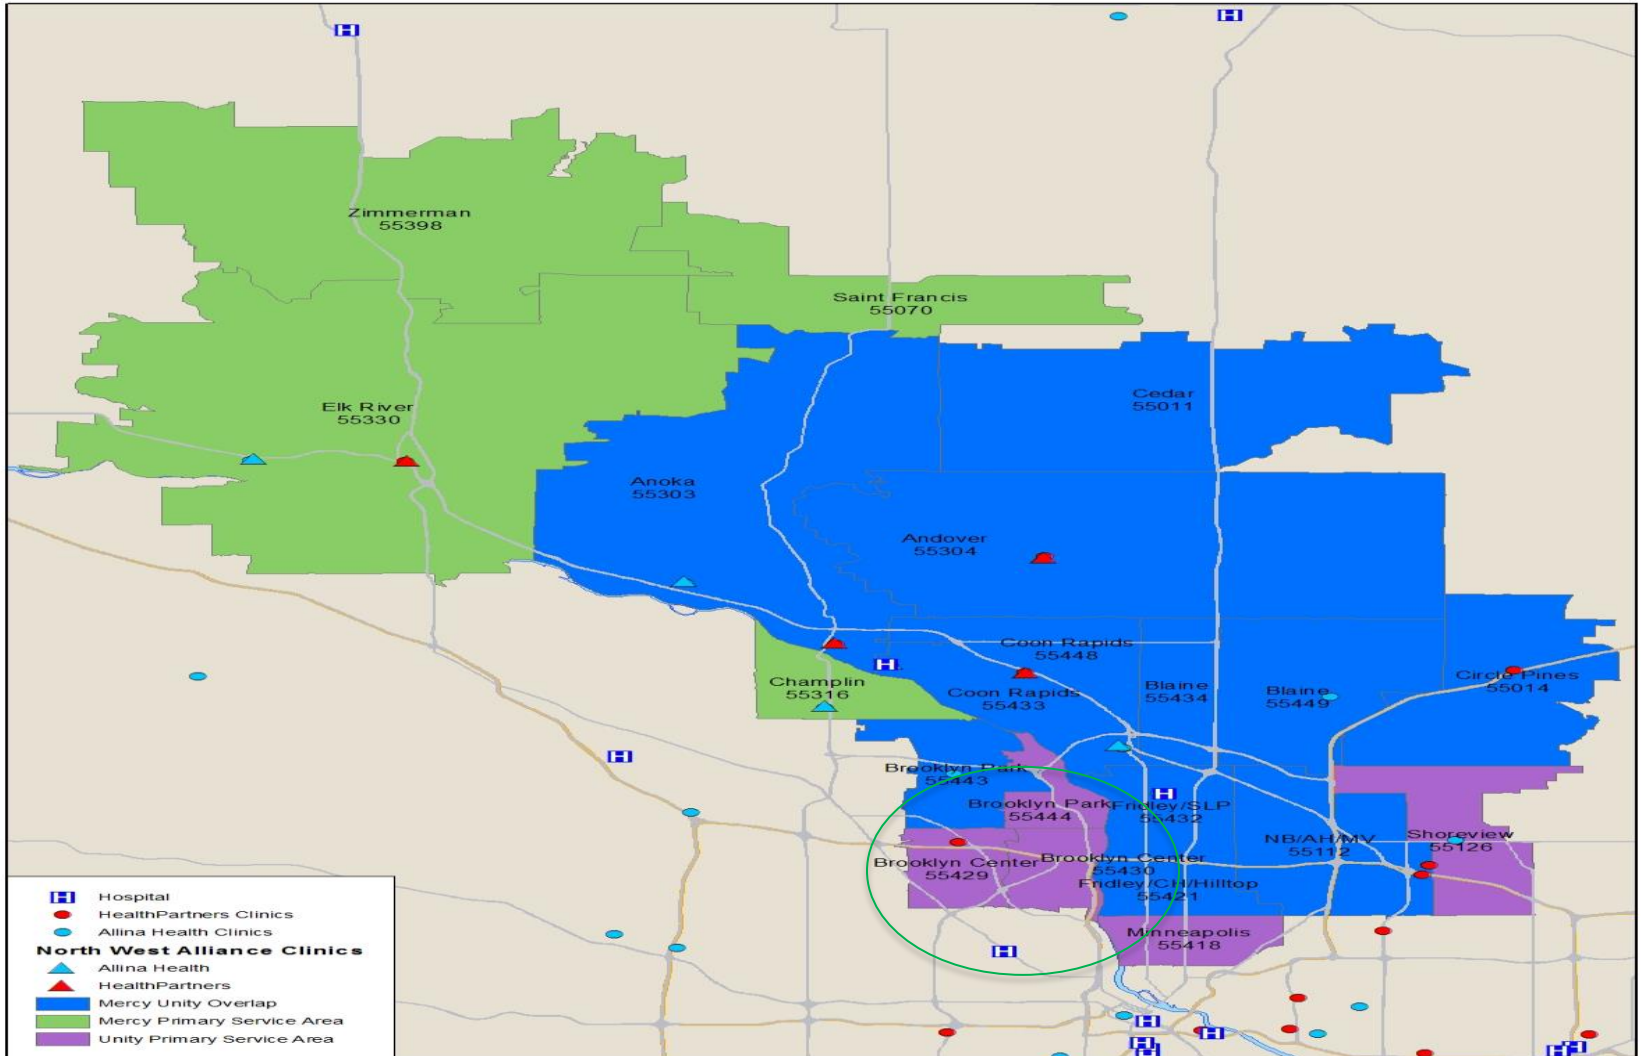 H
H
Zimmerman
55398
Saint Francis
55070
Cedar
55011
Elk River
55330
Anoka
55303
Andover
55304
Coon Rapids
55448
H
Champlin
55316
Coon Rapids
55433
Blaine
55434
Blaine
55449
Circle Pines
55014
H
Brooklyn Park
55443
H
Brooklyn Park
55444
Fridley/SLP
55432
NB/AH/MV
55112
Shoreview
55126
Brooklyn Center
55429
Brooklyn Center
55430
Fridley/CH/Hilltop
55421
Minneapolis
55418
H
H
H
H
H
H
H
H Hospital
HealthPartners Clinics
Allina Health Clinics
North West Alliance Clinics
Allina Health
HealthPartners
Mercy Unity Overlap
Mercy Primary Service Area
Unity Primary Service Area